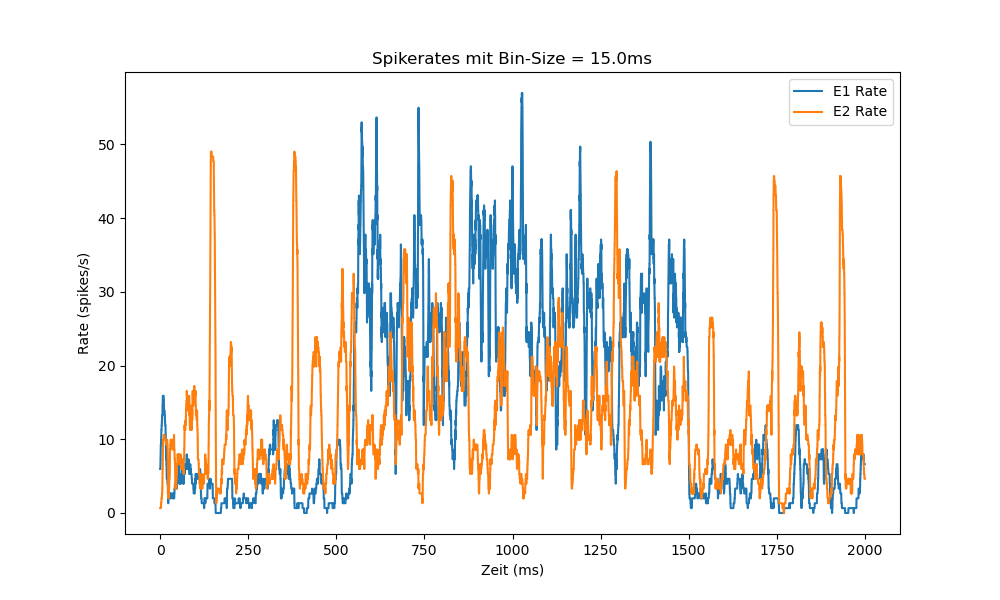 Spikerates mit Bin-Size = 15.0ms
E1 Rate
E2 Rate
Rate (spikes/s)
50
40
30
20
10
0
0 250 500 750 1000 1250 1500 1750 2000
Zeit (ms)